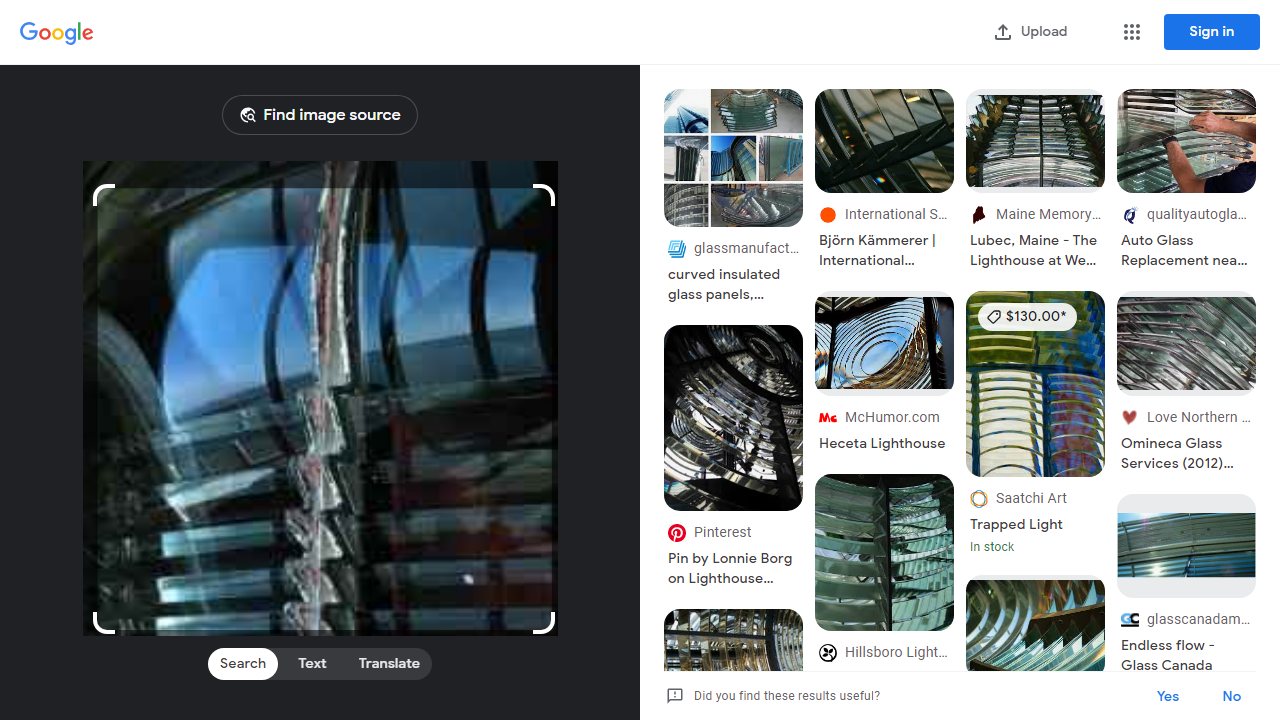 Google
Upload
Sign in
Find image source
Search
Text
Translate
glassmanufact...
curved insulated
glass panels,...
Pinterest
Pin by Lonnie Borg
on Lighthouse...
International S...
Björn Kämmerer |
International...
McHumor.com
Heceta Lighthouse
Hillsboro Light...
Maine Memory...
Lubec, Maine - The
Lighthouse at We...
$130.00*
Saatchi Art
Trapped Light
In stock
qualityautogla...
Auto Glass
Replacement nea...
Love Northern ...
Omineca Glass
Services (2012)...
glasscanadam...
Endless flow -
Glass Canada
Did you find these results useful?
Yes
No